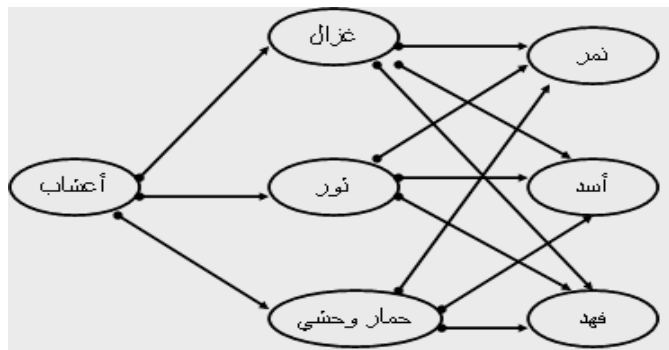 غزال
نمر
أعشاب
ثور
أسد
حمار وحشي
فهد